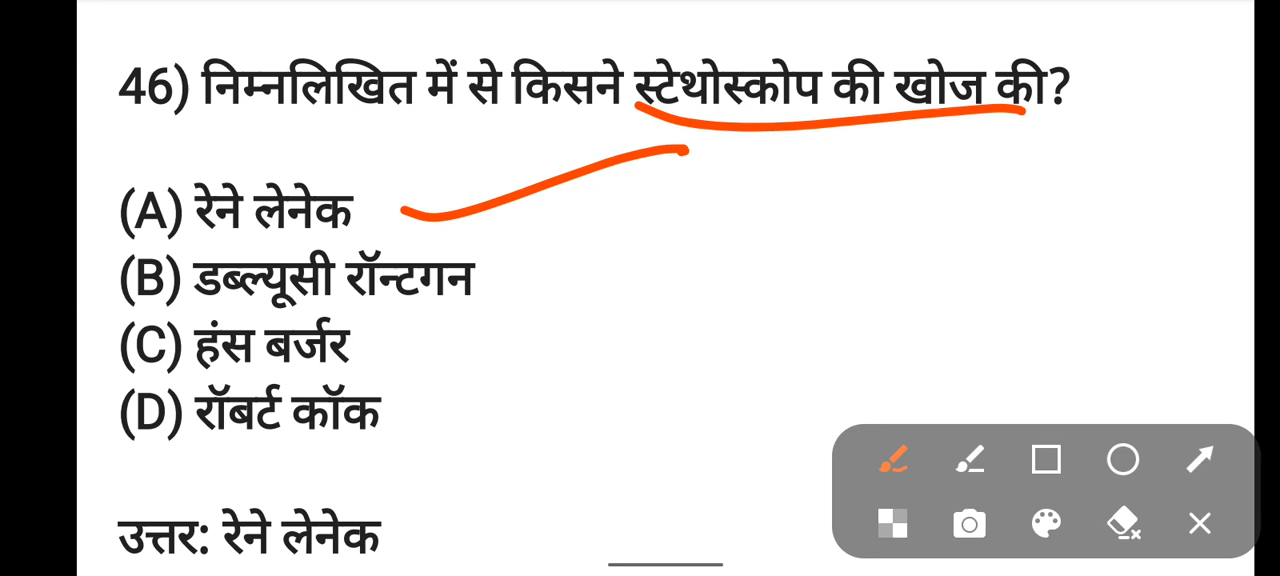 46) निम्नलिखित में से किसने स्टेथोस्कोप की खोज की?
(A) रेने लेनेक
(B) डब्ल्यूसी रॉन्टगन
(C) हंस बर्जर
(D) रॉबर्ट कॉक
उत्तर: रेने लेनेक